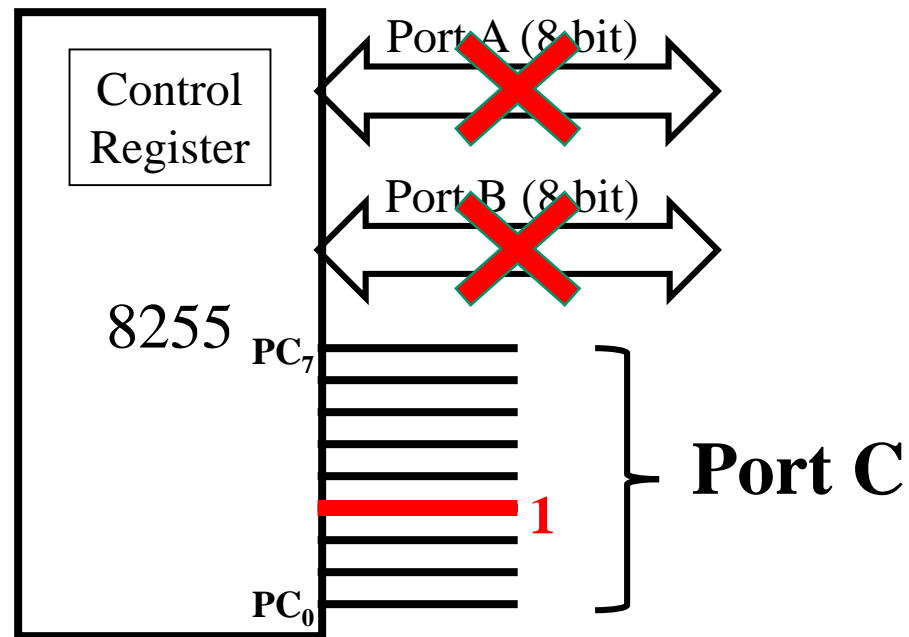 Port A (8 bit)
Control
Register
Port B (8 bit)
8255
PC₇
Port C
1
PC₀